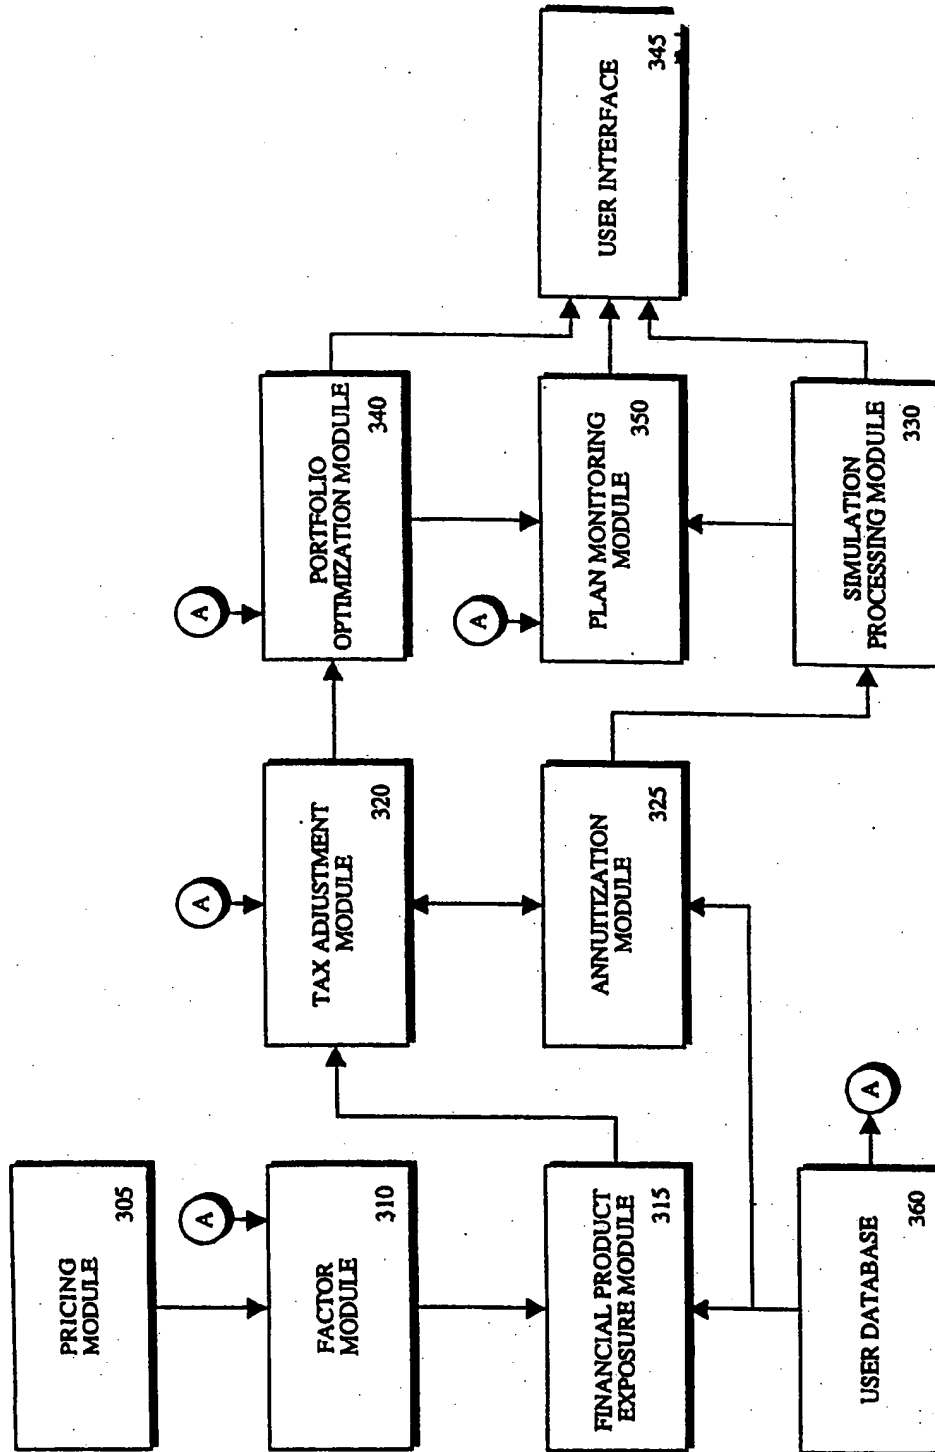 PRICING
MODULE
305
A
FACTOR
MODULE
310
FINANCIAL PRODUCT
EXPOSURE MODULE
315
USER DATABASE
360
A
A
TAX ADJUSTMENT
MODULE
320
ANNUITIZATION
MODULE
325
A
PORTFOLIO
OPTIMIZATION MODULE
340
A
PLAN MONITORING
MODULE
350
SIMULATION
PROCESSING MODULE
330
USER INTERFACE
345